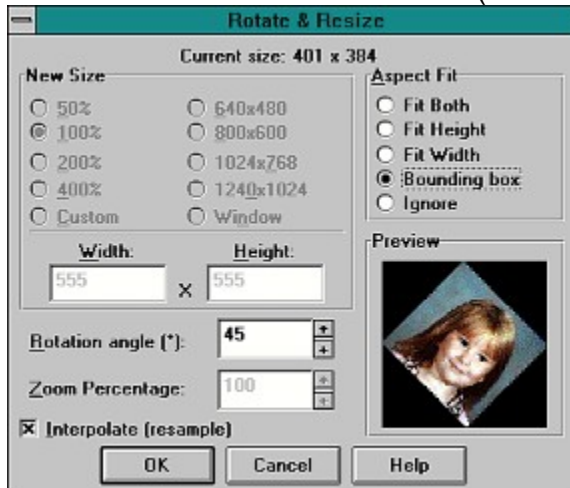 Rotate & Resize
Current size: 401 x 384
New Size
50%
640x480
100%
800x600
200%
1024x768
400%
1240x1024
Custom
Window
Width:
Height:
555
x
555
Rotation angle (°):
45
Zoom Percentage:
100
Interpolate (resample)
Aspect Fit
Fit Both
Fit Height
Fit Width
Bounding box
Ignore
Preview
OK
Cancel
Help